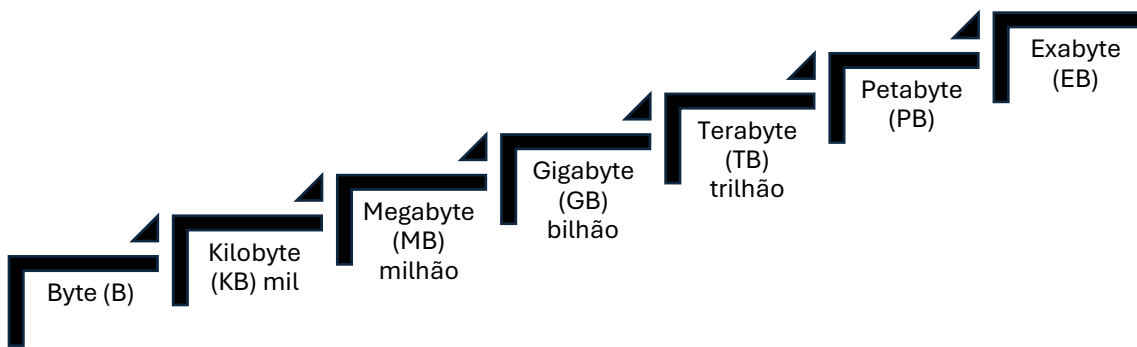 Byte (B)
Kilobyte
(KB) mil
Megabyte
(MB)
milhão
Gigabyte
(GB)
bilhão
Terabyte
(TB)
trilhão
Petabyte
(PB)
Exabyte
(EB)